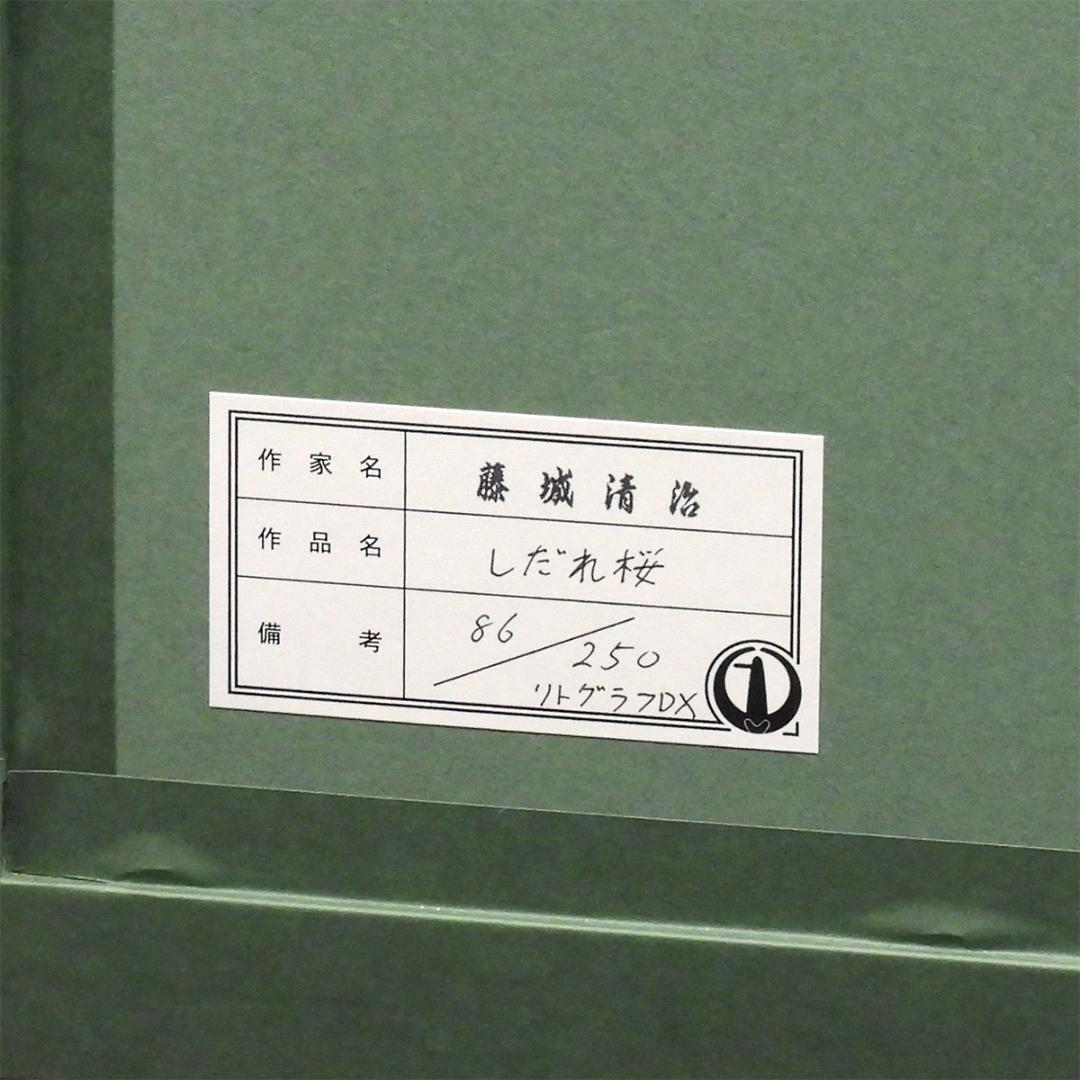 作家名 藤城清治
作品名 しだれ桜
備考 86/250
リトグラフDX